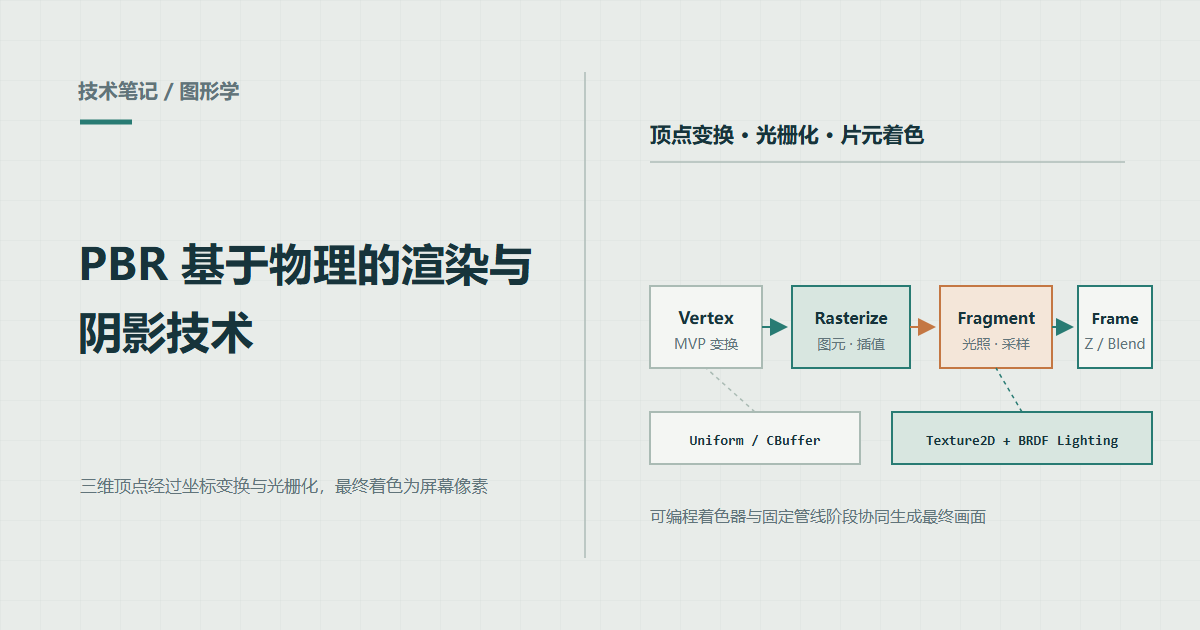 技术笔记 / 图形学
PBR 基于物理的渲染与
阴影技术
三维顶点经过坐标变换与光栅化，最终着色为屏幕像素
顶点变换 · 光栅化 · 片元着色
Vertex
MVP 变换
Rasterize
图元 · 插值
Fragment
光照 · 采样
Frame
Z / Blend
Uniform / CBuffer
Texture2D + BRDF Lighting
可编程着色器与固定管线阶段协同生成最终画面